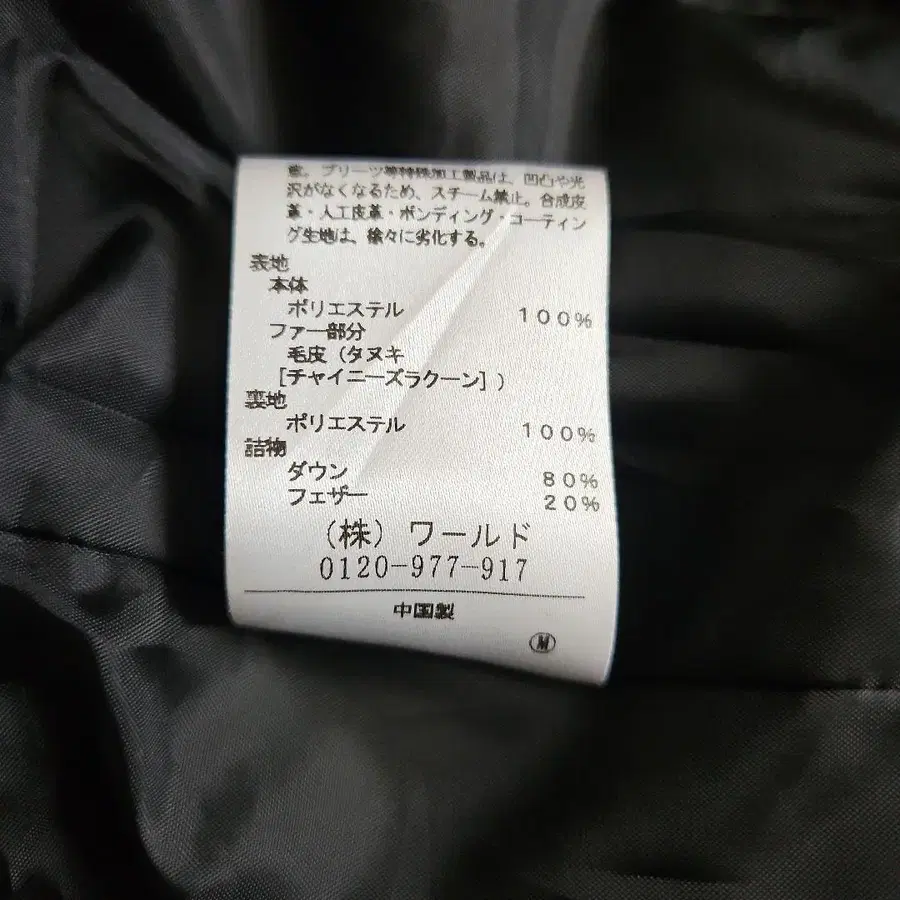 意。プリーツ等特殊加工製品は、凹凸や光
沢がなくなるため、スチーム禁止。合成皮
革・人工皮革・ボンディング・コーティン
グ生地は、徐々に劣化する。
表地
本体
ポリエステル 100%
ファー部分
毛皮(タヌキ
[チャイニーズラクーン])
裏地
ポリエステル 100%
詰物
ダウン 80%
フェザー 20%
(株)ワールド
0120-977-917
中国製
Ⓜ